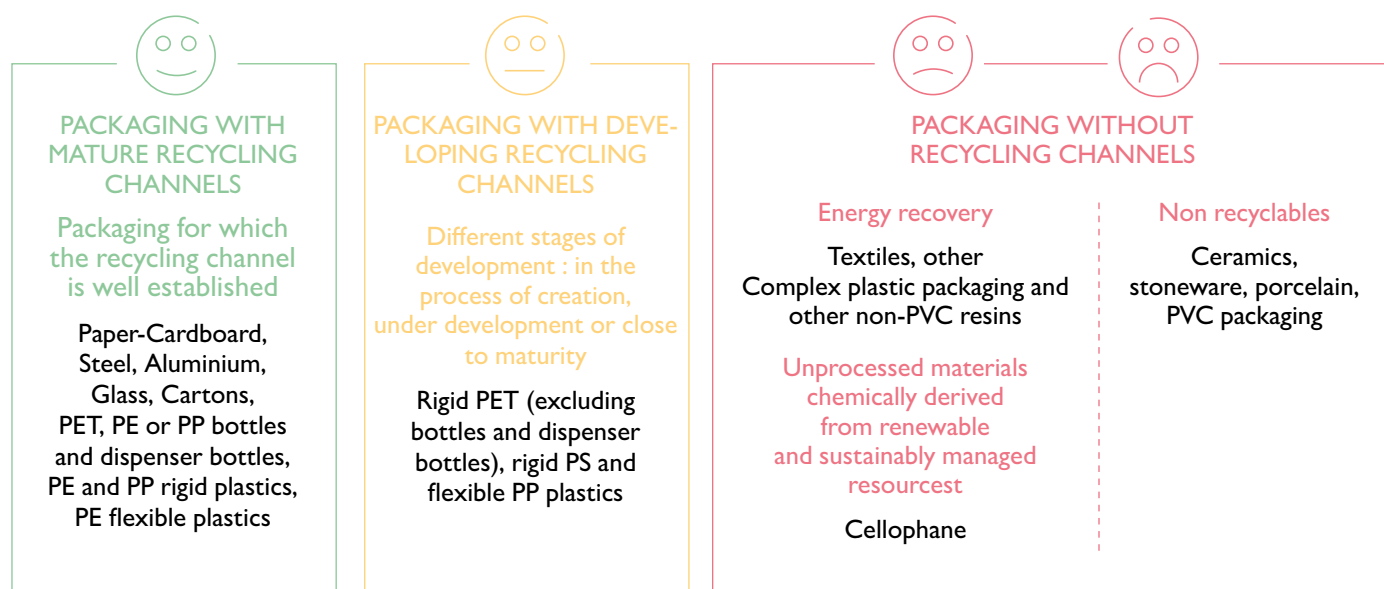 PACKAGING WITH
MATURE RECYCLING
CHANNELS
Packaging for which
the recycling channel
is well established
Paper-Cardboard,
Steel, Aluminium,
Glass, Cartons,
PET, PE or PP bottles
and dispenser bottles,
PE and PP rigid plastics,
PE flexible plastics
PACKAGING WITH DEVE-
LOPING RECYCLING
CHANNELS
Different stages of
development : in the
process of creation,
under development or close
to maturity
Rigid PET (excluding
bottles and dispenser
bottles), rigid PS and
flexible PP plastics
PACKAGING WITHOUT
RECYCLING CHANNELS
Energy recovery
Textiles, other
Complex plastic packaging and
other non-PVC resins
Unprocessed materials
chemically derived
from renewable
and sustainably managed
resourcest
Cellophane
Non recyclables
Ceramics,
stoneware, porcelain,
PVC packaging